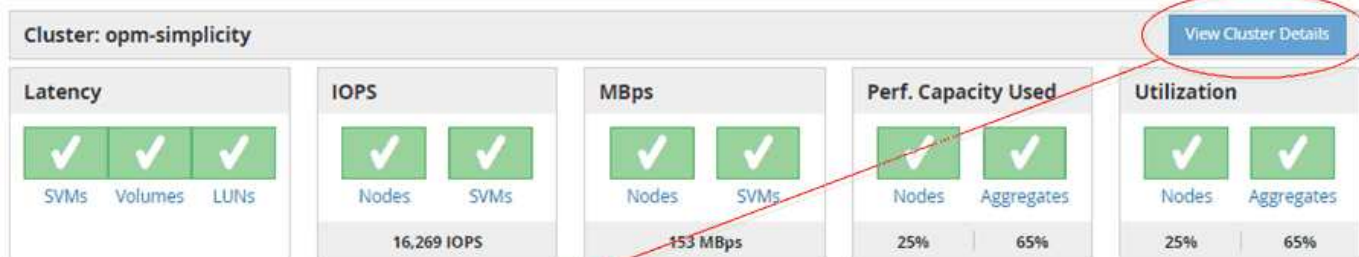 Cluster: opm-simplicity
View Cluster Details
Latency
IOPS
MBps
Perf. Capacity Used
Utilization
SVMs Volumes LUNs
Nodes SVMs
Nodes SVMs
Nodes Aggregates
Nodes Aggregates
16,269 IOPS
153 MBps
25% 65%
25% 65%